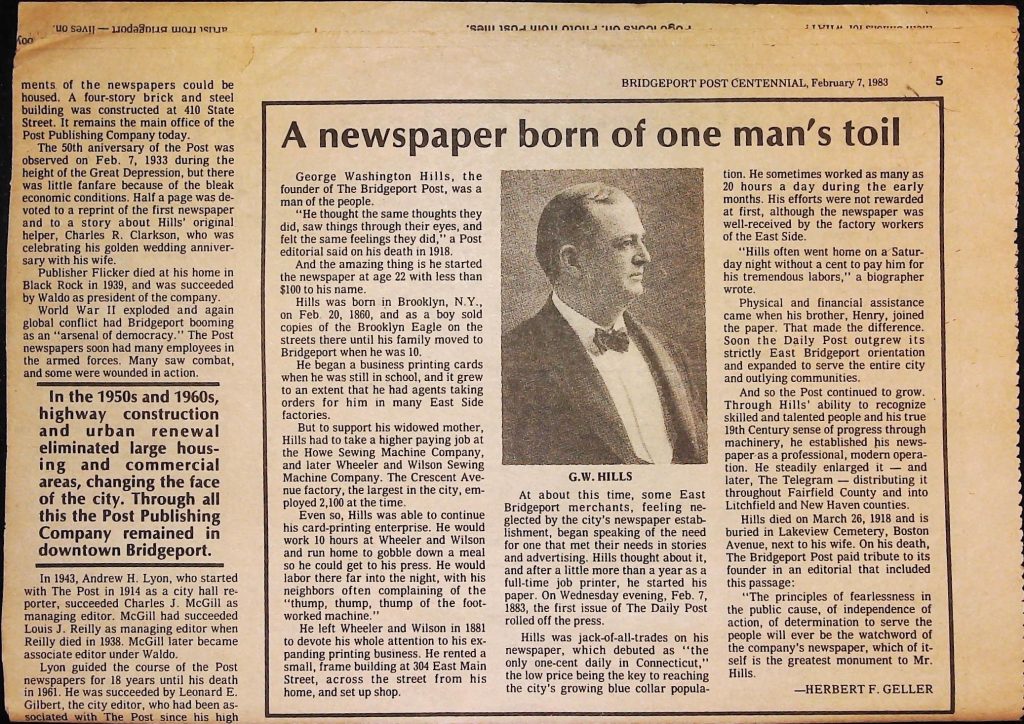 BRIDGEPORT POST CENTENNIAL, February 7, 1983 5
ments of the newspapers could be
housed. A four-story brick and steel
building was constructed at 410 State
Street. It remains the main office of the
Post Publishing Company today.
The 50th aniversary of the Post was
observed on Feb. 7, 1933 during the
height of the Great Depression, but there
was little fanfare because of the bleak
economic conditions. Half a page was de-
voted to a reprint of the first newspaper
and to a story about Hills' original
helper, Charles R. Clarkson, who was
celebrating his golden wedding anniver-
sary with his wife.
Publisher Flicker died at his home in
Black Rock in 1939, and was succeeded
by Waldo as president of the company.
World War II exploded and again
global conflict had Bridgeport booming
as an "arsenal of democracy." The Post
newspapers soon had many employees in
the armed forces. Many saw combat,
and some were wounded in action.
In the 1950s and 1960s,
highway construction
and urban renewal
eliminated large hous-
ing and commercial
areas, changing the face
of the city. Through all
this the Post Publishing
Company remained in
downtown Bridgeport.
In 1943, Andrew H. Lyon, who started
with The Post in 1914 as a city hall re-
porter, succeeded Charles J. McGill as
managing editor. McGill had succeeded
Louis J. Reilly as managing editor when
Reilly died in 1938. McGill later became
associate editor under Waldo.
Lyon guided the course of the Post
newspapers for 18 years until his death
in 1961. He was succeeded by Leonard E.
Gilbert, the city editor, who had been as-
sociated with The Post since his high
A newspaper born of one man's toil
George Washington Hills, the
founder of The Bridgeport Post, was a
man of the people.
"He thought the same thoughts they
did, saw things through their eyes, and
felt the same feelings they did," a Post
editorial said on his death in 1918.
And the amazing thing is he started
the newspaper at age 22 with less than
$100 to his name.
Hills was born in Brooklyn, N.Y.,
on Feb. 20, 1860, and as a boy sold
copies of the Brooklyn Eagle on the
streets there until his family moved to
Bridgeport when he was 10.
He began a business printing cards
when he was still in school, and it grew
to an extent that he had agents taking
orders for him in many East Side
factories.
But to support his widowed mother,
Hills had to take a higher paying job at
the Howe Sewing Machine Company,
and later Wheeler and Wilson Sewing
Machine Company. The Crescent Ave-
nue factory, the largest in the city, em-
ployed 2,100 at the time.
Even so, Hills was able to continue
his card-printing enterprise. He would
work 10 hours at Wheeler and Wilson
and run home to gobble down a meal
so he could get to his press. He would
labor there far into the night, with his
neighbors often complaining of the
"thump, thump, thump of the foot-
worked machine."
He left Wheeler and Wilson in 1881
to devote his whole attention to his ex-
panding printing business. He rented a
small, frame building at 304 East Main
Street, across the street from his
home, and set up shop.
G.W. HILLS
At about this time, some East
Bridgeport merchants, feeling ne-
glected by the city's newspaper estab-
lishment, began speaking of the need
for one that met their needs in stories
and advertising. Hills thought about it,
and after a little more than a year as a
full-time job printer, he started his
paper. On Wednesday evening, Feb. 7,
1883, the first issue of The Daily Post
rolled off the press.
Hills was jack-of-all-trades on his
newspaper, which debuted as "the
only one-cent daily in Connecticut,"
the low price being the key to reaching
the city's growing blue collar popula-
tion. He sometimes worked as many as
20 hours a day during the early
months. His efforts were not rewarded
at first, although the newspaper was
well-received by the factory workers
of the East Side.
"Hills often went home on a Satur-
day night without a cent to pay him for
his tremendous labors," a biographer
wrote.
Physical and financial assistance
came when his brother, Henry, joined
the paper. That made the difference.
Soon the Daily Post outgrew its
strictly East Bridgeport orientation
and expanded to serve the entire city
and outlying communities.
And so the Post continued to grow.
Through Hills' ability to recognize
skilled and talented people and his true
19th Century sense of progress through
machinery, he established his news-
paper as a professional, modern opera-
tion. He steadily enlarged it — and
later, The Telegram — distributing it
throughout Fairfield County and into
Litchfield and New Haven counties.
Hills died on March 26, 1918 and is
buried in Lakeview Cemetery, Boston
Avenue, next to his wife. On his death,
The Bridgeport Post paid tribute to its
founder in an editorial that included
this passage:
"The principles of fearlessness in
the public cause, of independence of
action, of determination to serve the
people will ever be the watchword of
the company's newspaper, which of it-
self is the greatest monument to Mr.
Hills.
—HERBERT F. GELLER